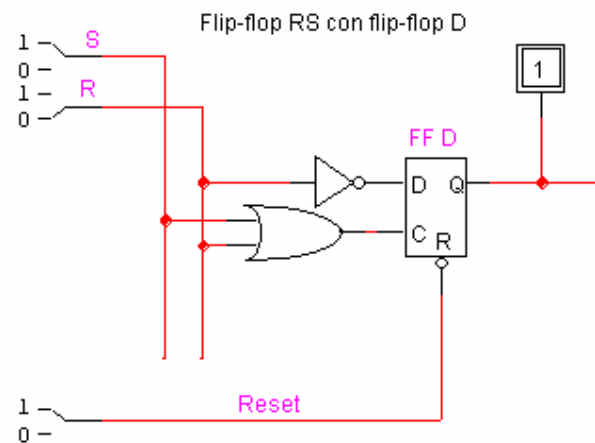 Flip-flop RS con flip-flop D
1
S
0
1
R
0
1
FF D
D
Q
C
R
1
Reset
0